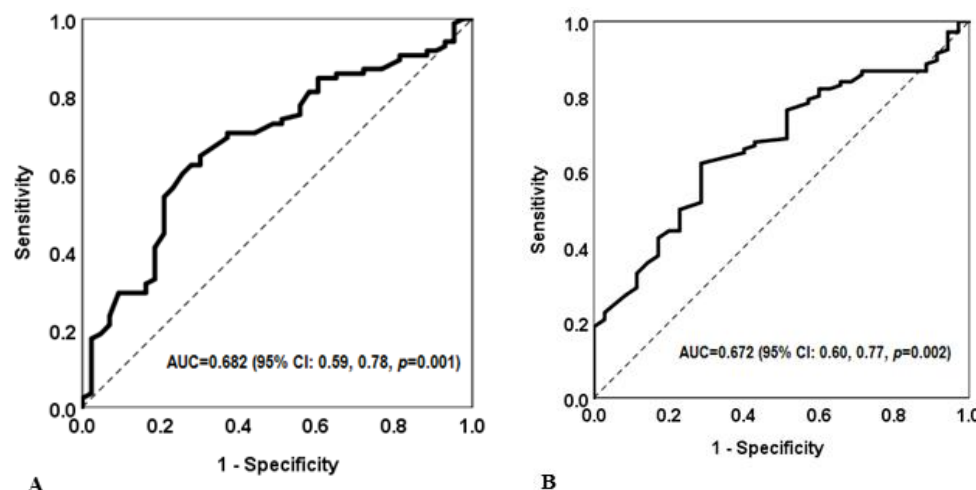 1.0
0.8
0.6
0.4
0.2
0.0
Sensitivity
AUC=0.682 (95% CI: 0.59, 0.78, p=0.001)
0.0 0.2 0.4 0.6 0.8 1.0
1 - Specificity
A
1.0
0.8
0.6
0.4
0.2
0.0
Sensitivity
AUC=0.672 (95% CI: 0.60, 0.77, p=0.002)
0.0 0.2 0.4 0.6 0.8 1.0
1 - Specificity
B